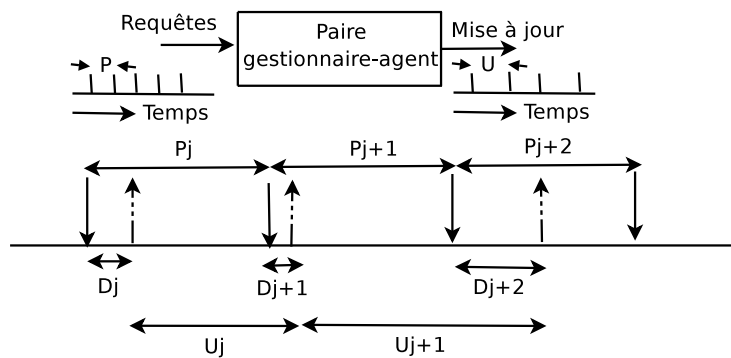 Requêtes
Paire
gestionnaire-agent
Mise à jour
P
U
Temps
Temps
Pj
Pj+1
Pj+2
Dj
Dj+1
Dj+2
Uj
Uj+1